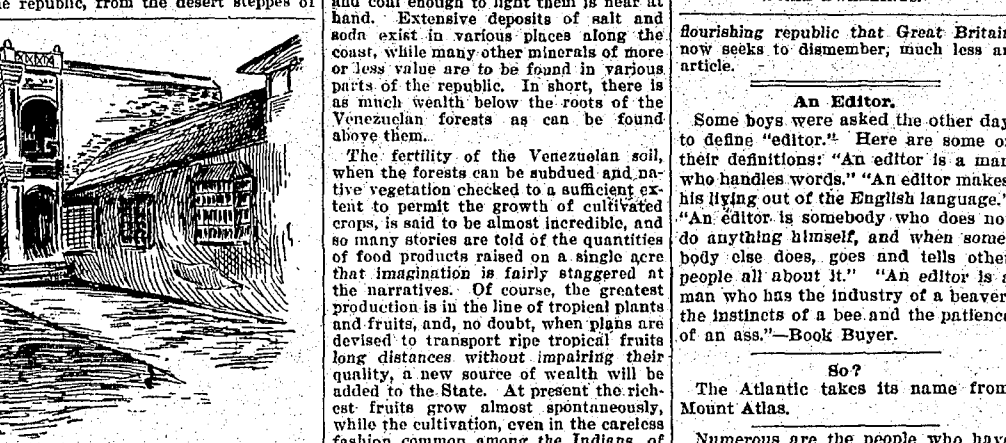 republic, from the desert steppes of
and coal enough to light them is near at
hand. Extensive deposits of salt and
soda exist in various places along the
coast, while many other minerals of more
or less value are to be found in various
parts of the republic. In short, there is
as much wealth below the roots of the
Venezuelan forests as can be found
above them.
The fertility of the Venezuelan soil,
when the forests can be subdued and na-
tive vegetation checked to a sufficient ex-
tent to permit the growth of cultivated
crops, is said to be almost incredible, and
so many stories are told of the quantities
of food products raised on a single acre
that imagination is fairly staggered at
the narratives. Of course, the greatest
production is in the line of tropical plants
and fruits, and, no doubt, when plans are
devised to transport ripe tropical fruits
long distances without impairing their
quality, a new source of wealth will be
added to the State. At present the rich-
est fruits grow almost spontaneously,
while the cultivation, even in the careless
fashion common among the Indians, of
flourishing republic that Great Britain
now seeks to dismember, much less an
article.
An Editor.
Some boys were asked the other day
to define "editor." Here are some of
their definitions: "An editor is a man
who handles words." "An editor makes
his living out of the English language."
"An editor is somebody who does not
do anything himself, and when some-
body else does, goes and tells other
people all about it." "An editor is a
man who has the industry of a beaver,
the instincts of a bee and the patience
of an ass."—Book Buyer.
So?
The Atlantic takes its name from
Mount Atlas.
Numerous are the people who have